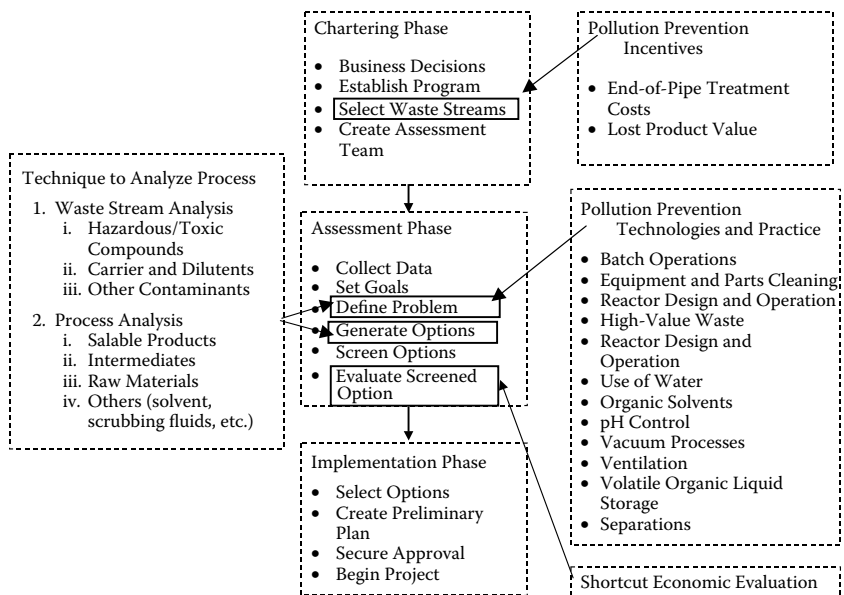 Chartering Phase
• Business Decisions
• Establish Program
• Select Waste Streams
• Create Assessment
Team
Pollution Prevention
Incentives
• End-of-Pipe Treatment
Costs
• Lost Product Value
Technique to Analyze Process
1. Waste Stream Analysis
i. Hazardous/Toxic
Compounds
ii. Carrier and Dilutents
iii. Other Contaminants
2. Process Analysis
i. Salable Products
ii. Intermediates
iii. Raw Materials
iv. Others (solvent,
scrubbing fluids, etc.)
Assessment Phase
• Collect Data
• Set Goals
• Define Problem
• Generate Options
• Screen Options
• Evaluate Screened
Option
Pollution Prevention
Technologies and Practice
• Batch Operations
• Equipment and Parts Cleaning
• Reactor Design and Operation
• High-Value Waste
• Reactor Design and
Operation
• Use of Water
• Organic Solvents
• pH Control
• Vacuum Processes
• Ventilation
• Volatile Organic Liquid
Storage
• Separations
Implementation Phase
• Select Options
• Create Preliminary
Plan
• Secure Approval
• Begin Project
Shortcut Economic Evaluation